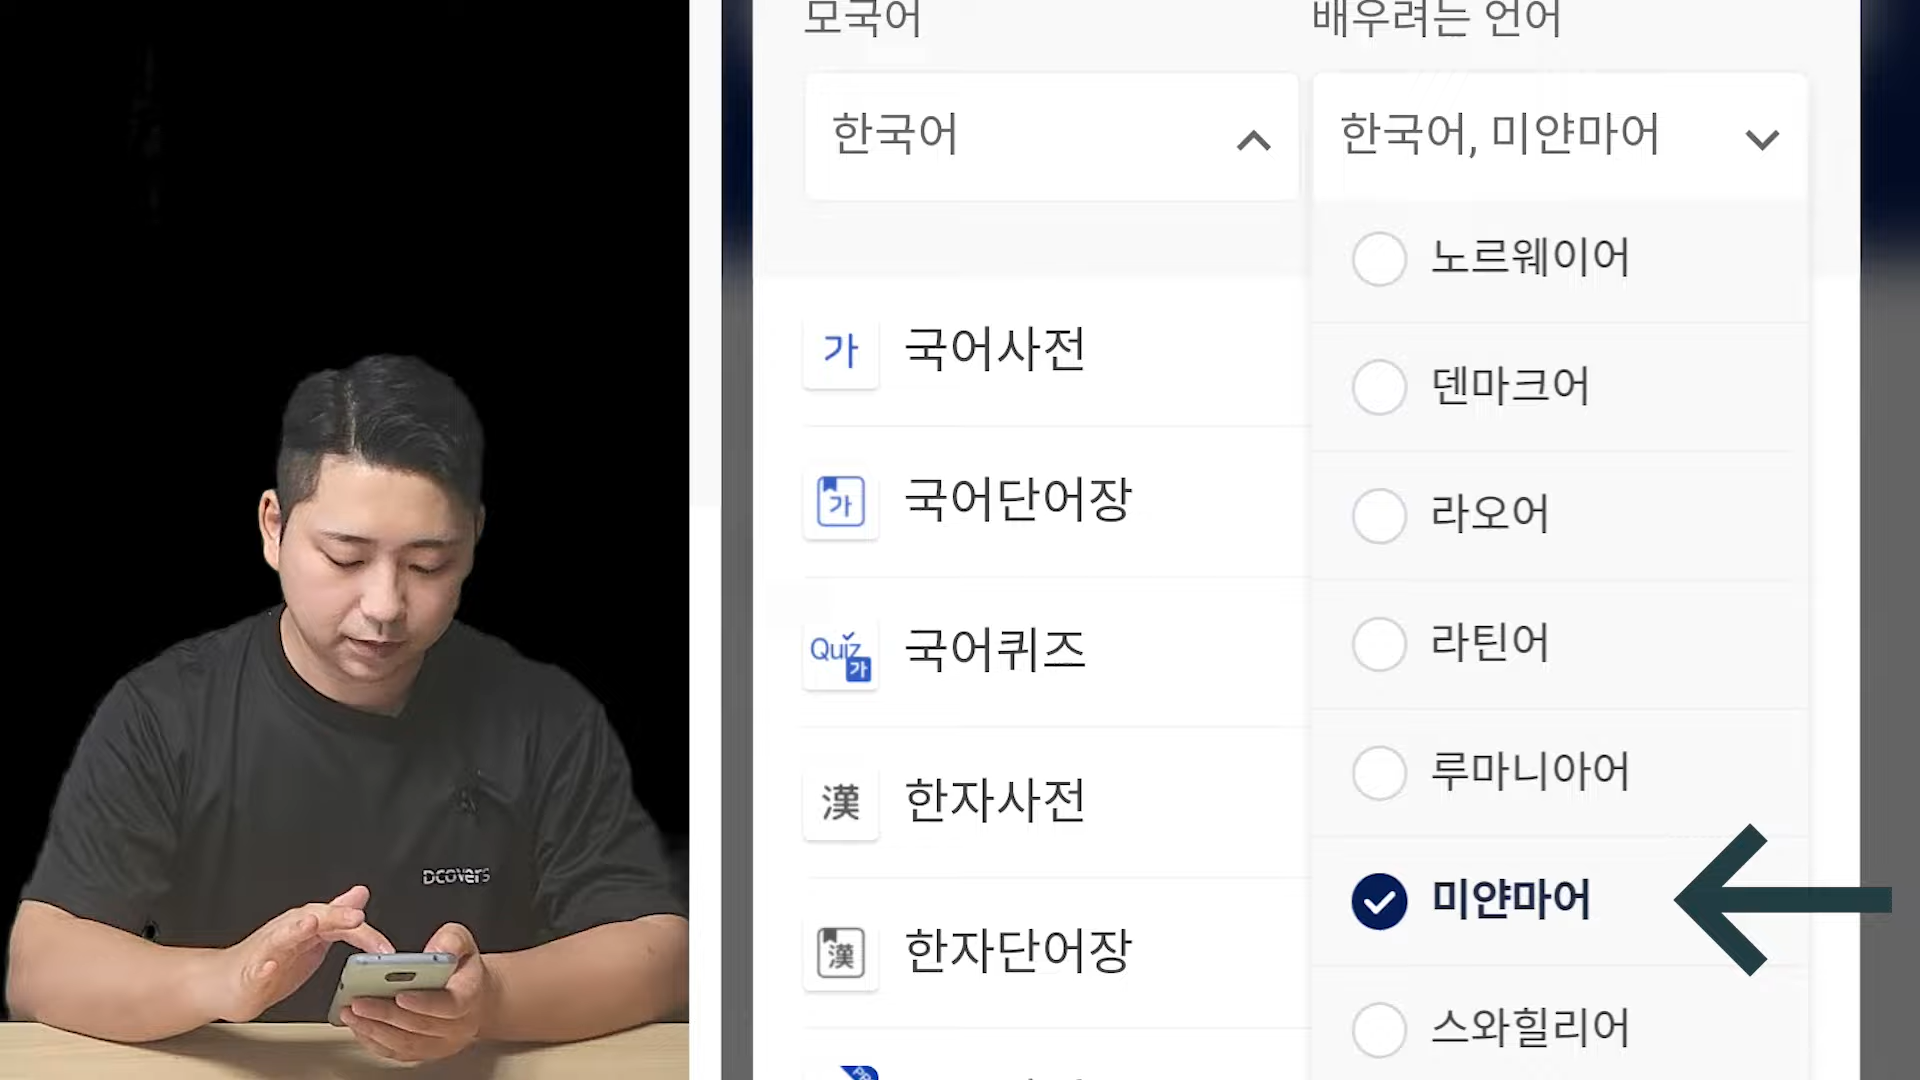 모국어
배우려는 언어
한국어
한국어, 미얀마어
가 국어사전
가 국어단어장
Quiz 가 국어퀴즈
漢 한자사전
漢 한자단어장
노르웨이어
덴마크어
라오어
라틴어
루마니아어
미얀마어
스와힐리어
DCOVErS